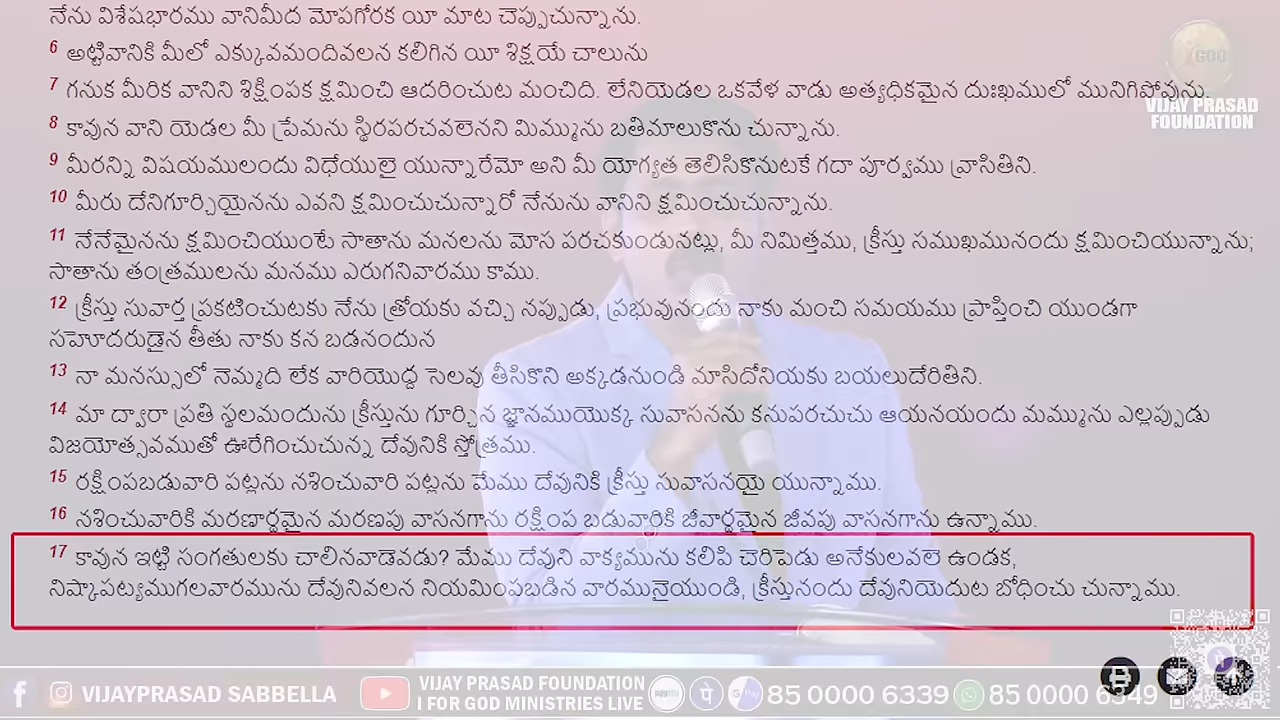 నేను విశేషభారము వానిమీద మోపగోరక యీ మాట చెప్పుచున్నాను.
6 అట్టివానికి మీలో ఎక్కువమందివలన కలిగిన యీ శిక్షయే చాలును
7 గనుక మీరిక వానిని శిక్షింపక క్షమించి ఆదరించుట మంచిది. లేనియెడల ఒకవేళ వాడు అత్యధికమైన దుఃఖములో మునిగిపోవును.
8 కావున వాని యెడల మీ ప్రేమను స్థిరపరచవలెనని మిమ్మును బతిమాలుకొను చున్నాను.
9 మీరన్ని విషయములందు విధేయులై యున్నారేమో అని మీ యోగ్యత తెలిసికొనుటకే గదా పూర్వము వ్రాసితిని.
10 మీరు దేనిగూర్చియైనను ఎవని క్షమించుచున్నారో నేనును వానిని క్షమించుచున్నాను.
11 నేనేమైనను క్షమించియుంటే సాతాను మనలను మోస పరచకుండునట్లు, మీ నిమిత్తము, క్రీస్తు సముఖమునందు క్షమించియున్నాను;
సాతాను తంత్రములను మనము ఎరుగనివారము కాము.
12 క్రీస్తు సువార్త ప్రకటించుటకు నేను త్రోయకు వచ్చి నప్పుడు, ప్రభువునందు నాకు మంచి సమయము ప్రాప్తించి యుండగా
సహోదరుడైన తీతు నాకు కన బడనందున
13 నా మనస్సులో నెమ్మది లేక వారియొద్ద సెలవు తీసికొని అక్కడనుండి మాసిదోనియకు బయలుదేరితిని.
14 మా ద్వారా ప్రతి స్థలమందును క్రీస్తును గూర్చిన జ్ఞానముయొక్క సువాసనను కనుపరచుచు ఆయనయందు మమ్మును ఎల్లప్పుడు
విజయోత్సవముతో ఊరేగించుచున్న దేవునికి స్తోత్రము.
15 రక్షింపబడువారి పట్లను నశించువారి పట్లను మేము దేవునికి క్రీస్తు సువాసనయై యున్నాము.
16 నశించువారికి మరణార్థమైన మరణపు వాసనగాను రక్షింప బడువారికి జీవార్థమైన జీవపు వాసనగాను ఉన్నాము.
17 కావున ఇట్టి సంగతులకు చాలినవాడెవడు? మేము దేవుని వాక్యమును కలిపి చెరిపెడు అనేకులవలె ఉండక,
నిష్కాపట్యముగలవారమును దేవునివలన నియమింపబడిన వారమునైయుండి, క్రీస్తునందు దేవునియెదుట బోధించు చున్నాము.
GOD
VIJAY PRASAD
FOUNDATION
VIJAYPRASAD SABBELLA
VIJAY PRASAD FOUNDATION
I FOR GOD MINISTRIES LIVE
85 0000 6339
85 0000 6349